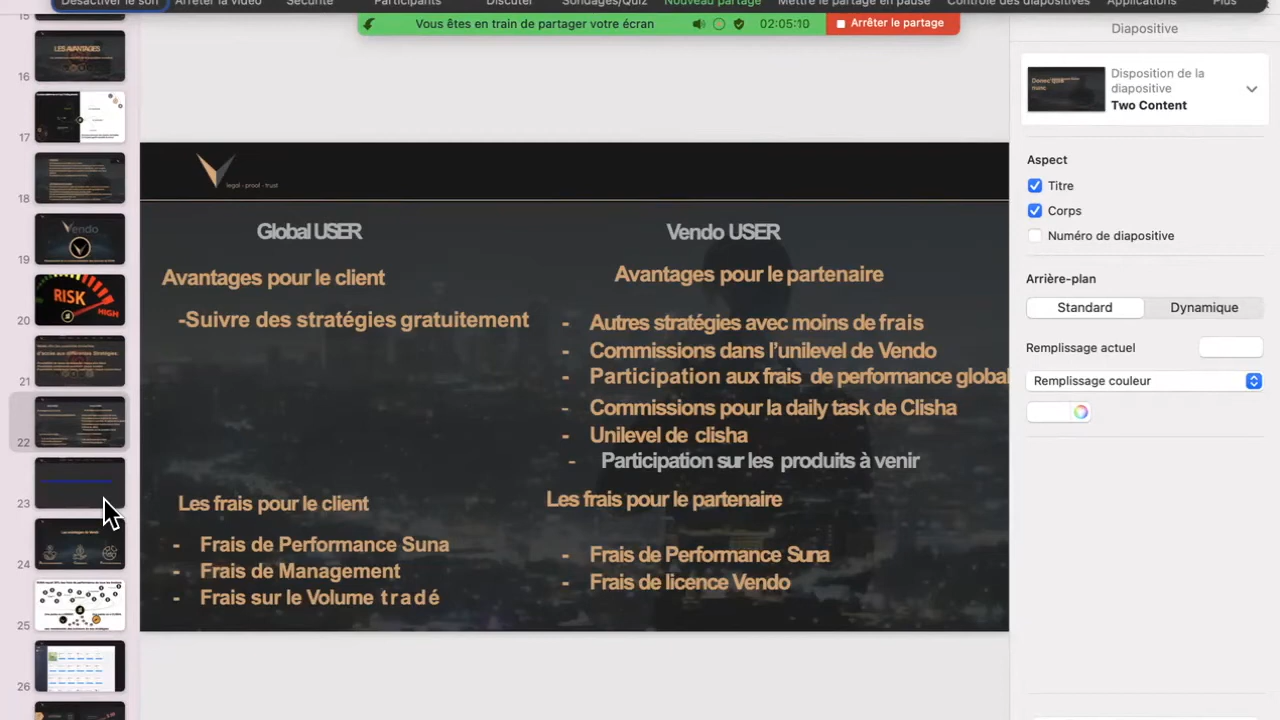 Désactiver le son Arrêter la vidéo Sécurité Participants Discuter Sondages/Quiz Nouveau partage Mettre le partage en pause Contrôle des diapositives Applications Plus
Vous êtes en train de partager votre écran 02:05:10 Arrêter le partage
15
16 LES AVANTAGES
17
18
19 Vendo
20 RISK HIGH
21
22
23
24
25
26
legal - proof - trust
Global USER
Avantages pour le client
-Suivre des stratégies gratuitement
Les frais pour le client
- Frais de Performance Suna
- Frais de Management
- Frais sur le Volume tradé
Vendo USER
Avantages pour le partenaire
- Autres stratégies avec moins de frais
- Commissions dans l'unilevel de Vendo
- Participation aux frais de performance global
- Commissions pour la daily task de Clisha
- Unilevel de clisha
- Participation sur les produits à venir
Les frais pour le partenaire
- Frais de Performance Suna
- Frais de licence Vendo
Diapositive
Disposition de la
diapositive
Two Content
Aspect
Titre
Corps
Numéro de diapositive
Arrière-plan
Standard Dynamique
Remplissage actuel
Remplissage couleur